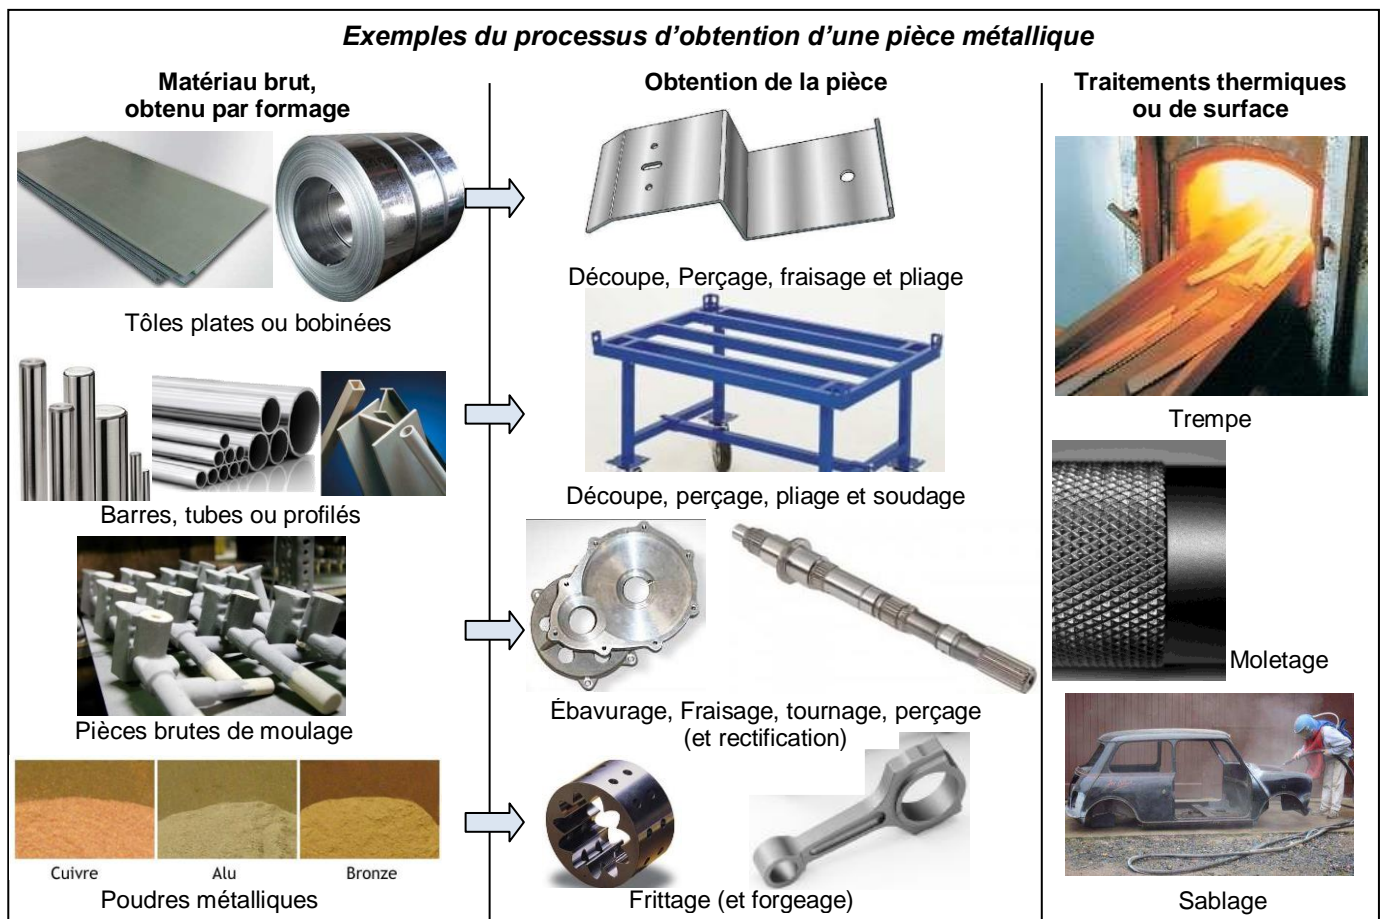 Exemples du processus d’obtention d’une pièce métallique
Matériau brut,
obtenu par formage
Tôles plates ou bobinées
Barres, tubes ou profilés
Pièces brutes de moulage
Cuivre
Alu
Bronze
Poudres métalliques
Obtention de la pièce
Découpe, Perçage, fraisage et pliage
Découpe, perçage, pliage et soudage
Ébavurage, Fraisage, tournage, perçage
(et rectification)
Frittage (et forgeage)
Traitements thermiques
ou de surface
Trempe
Moletage
Sablage